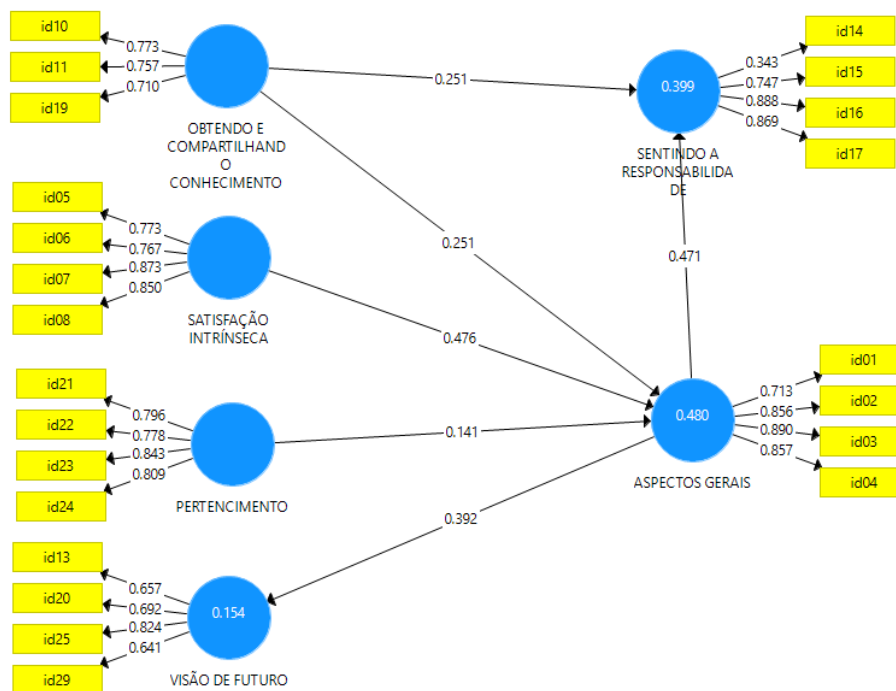 id10
id11
id19
0.773
0.757
0.710
OBTENDO E
COMPARTILHAND
O
CONHECIMENTO
0.251
0.399
SENTINDO A
RESPONSABILIDA
DE
0.343
0.747
0.888
0.869
id14
id15
id16
id17
id05
id06
id07
id08
0.773
0.767
0.873
0.850
SATISFAÇÃO
INTRÍNSECA
0.251
0.476
0.471
id21
id22
id23
id24
0.796
0.778
0.843
0.809
PERTENCIMENTO
0.141
0.480
ASPECTOS GERAIS
0.713
0.856
0.890
0.857
id01
id02
id03
id04
0.392
id13
id20
id25
id29
0.657
0.692
0.824
0.641
0.154
VISÃO DE FUTURO